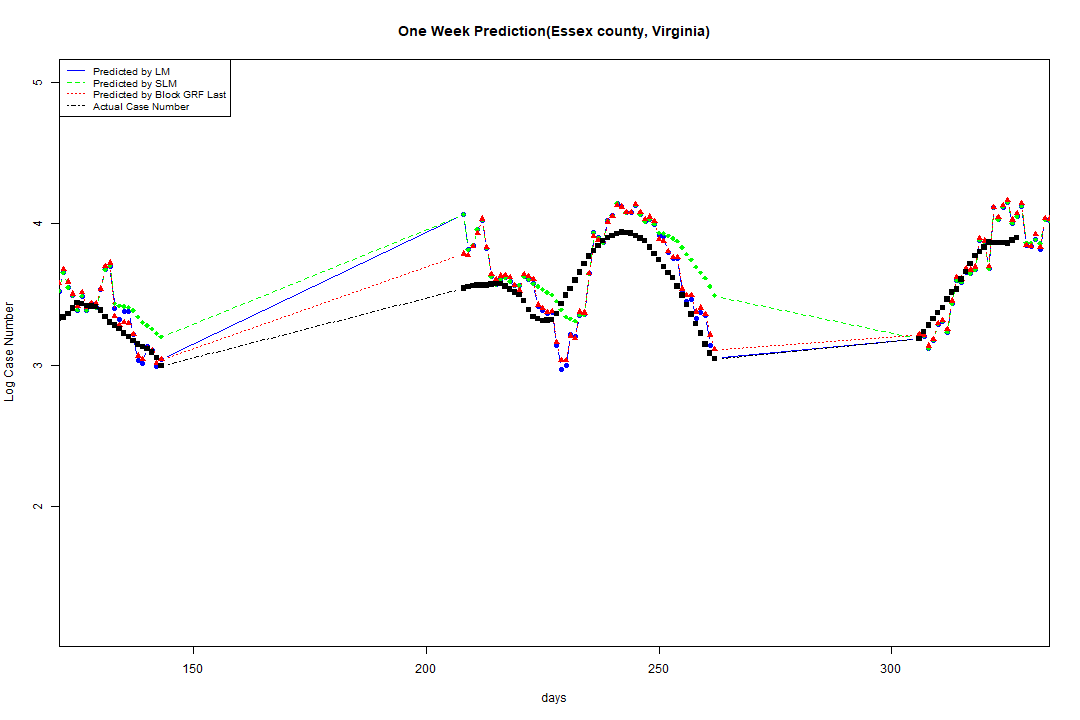 One Week Prediction(Essex county, Virginia)
Predicted by LM
Predicted by SLM
Predicted by Block GRF Last
Actual Case Number
5
4
3
2
Log Case Number
150
200
250
300
days